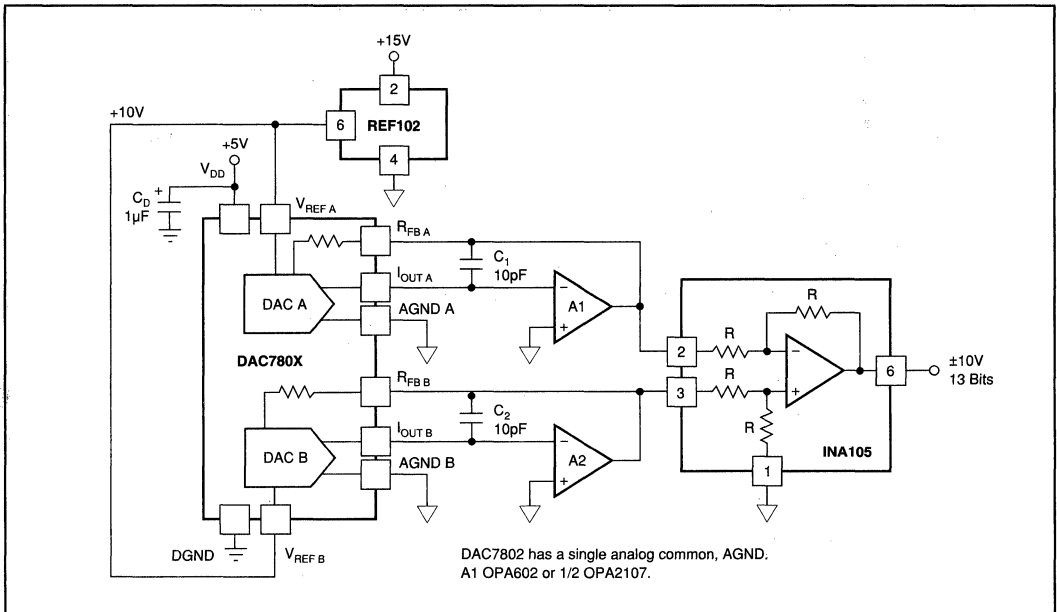 +15V
2
+10V
6
REF102
+5V
4
V_DD
C_D
+
1µF
V_REF A
R_FB A
C_1
10pF
I_OUT A
DAC A
−
A1
+
R
AGND A
2
R
−
DAC780X
R
6
±10V
13 Bits
R_FB B
3
+
C_2
10pF
R
I_OUT B
INA105
DAC B
−
A2
+
AGND B
1
DGND
V_REF B
DAC7802 has a single analog common, AGND.
A1 OPA602 or 1/2 OPA2107.